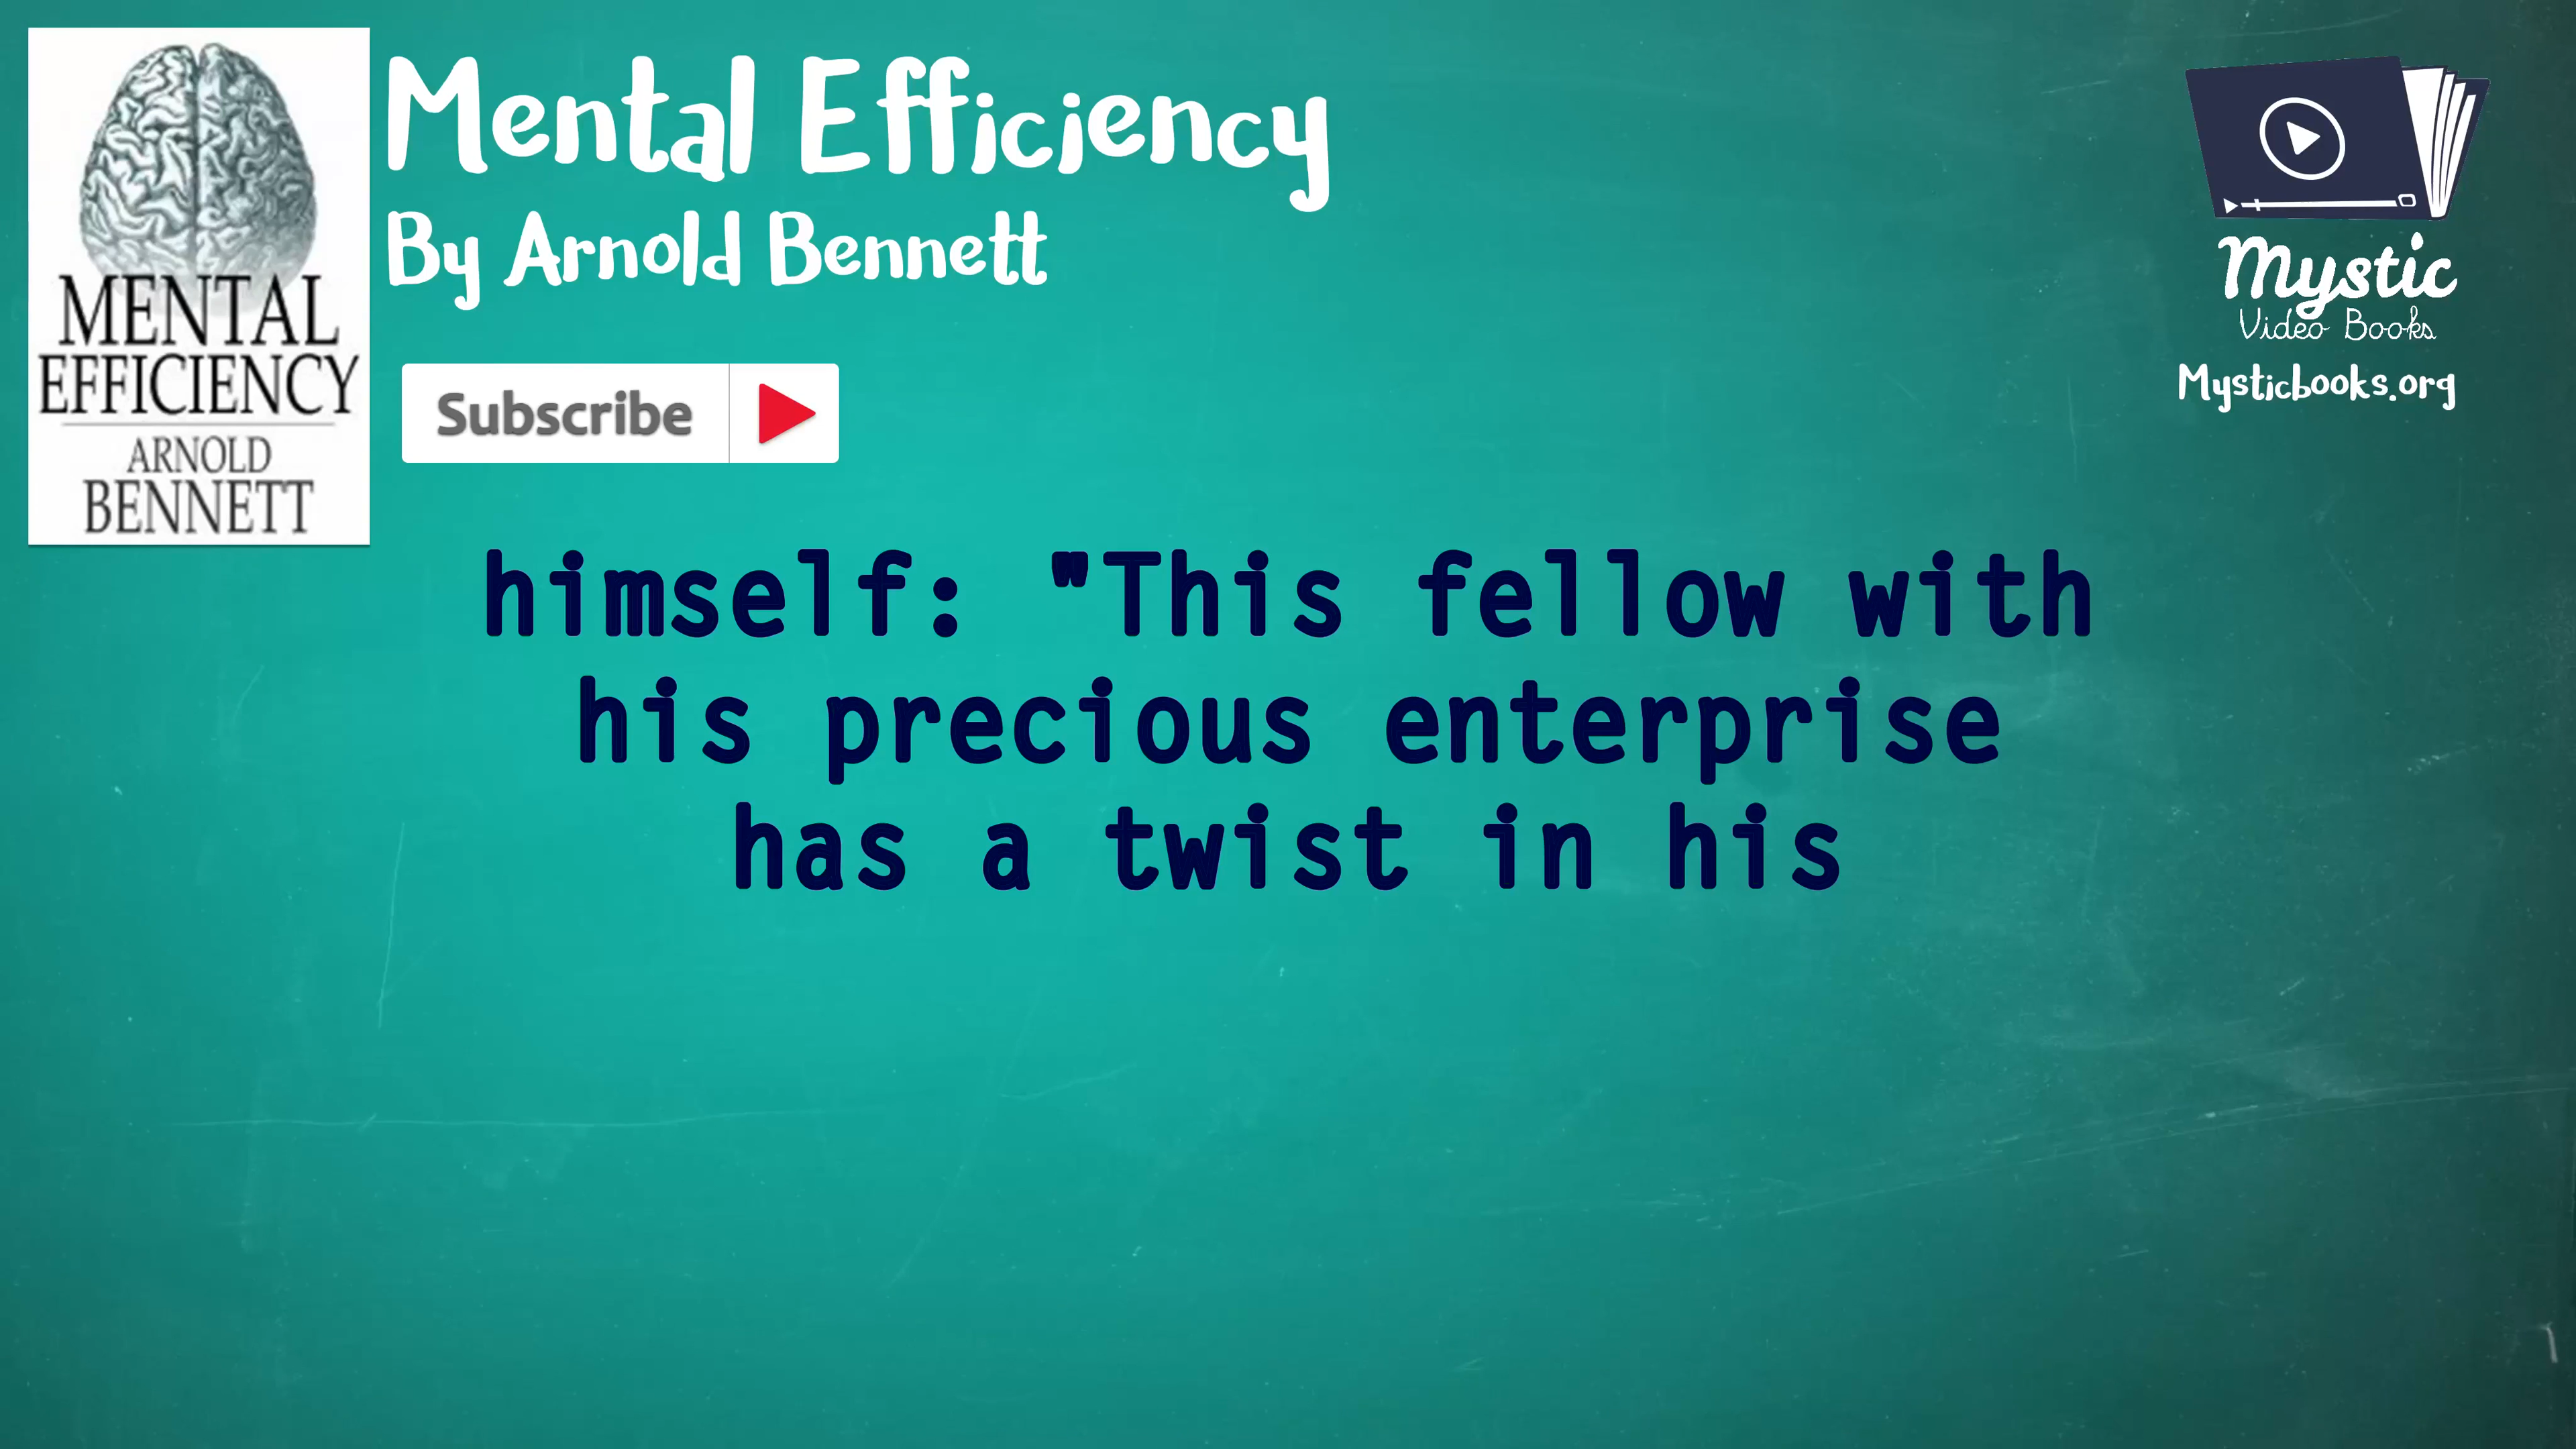 MENTAL
EFFICIENCY
ARNOLD
BENNETT
Mental Efficiency
By Arnold Bennett
Subscribe
Mystic
Video Books
Mysticbooks.org
himself: "This fellow with
his precious enterprise
has a twist in his